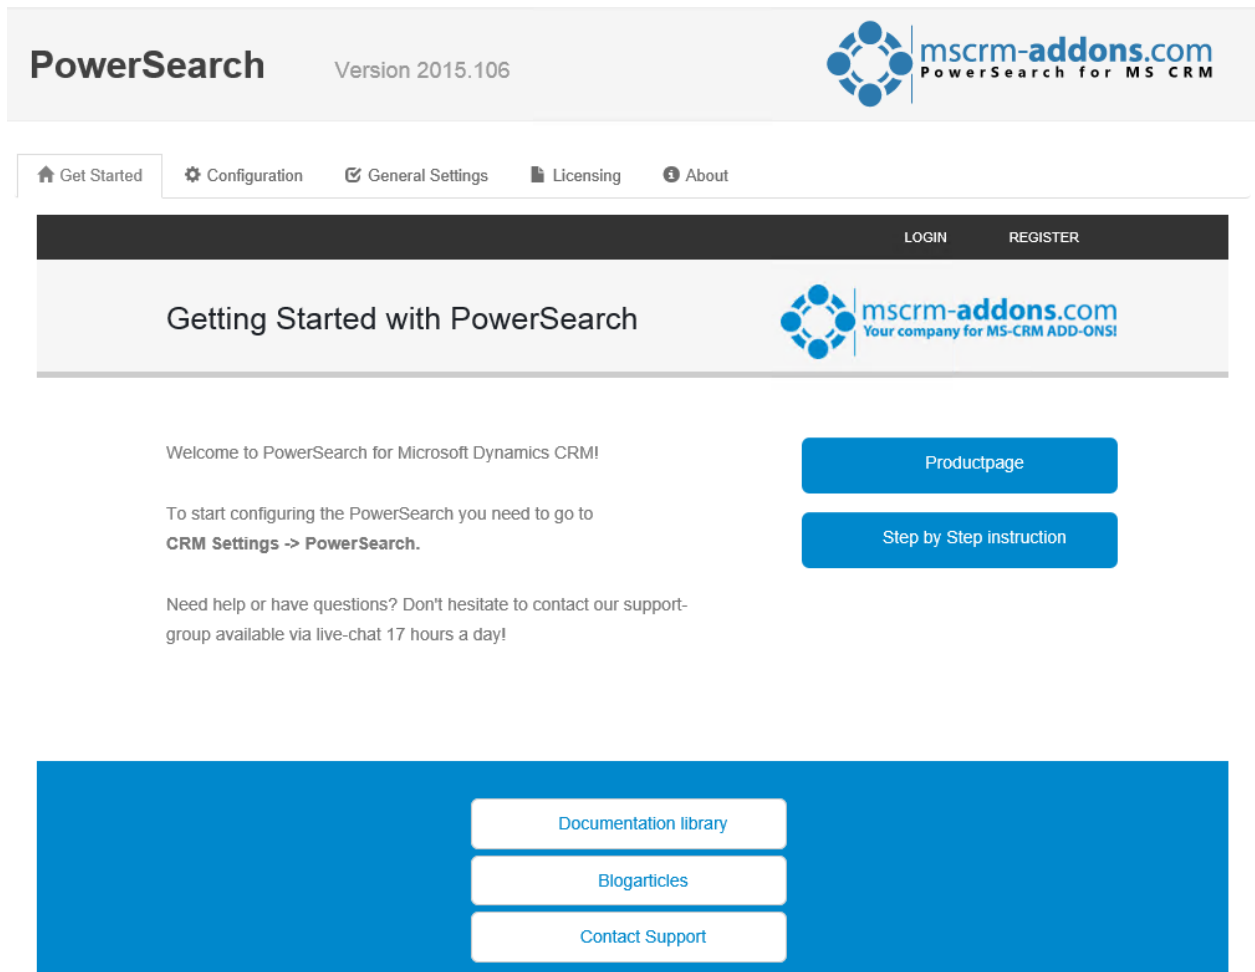 PowerSearch
Version 2015.106
mscrm-addons.com
PowerSearch for MS CRM
Get Started
Configuration
General Settings
Licensing
About
LOGIN
REGISTER
Getting Started with PowerSearch
mscrm-addons.com
Your company for MS-CRM ADD-ONS!
Welcome to PowerSearch for Microsoft Dynamics CRM!
To start configuring the PowerSearch you need to go to
CRM Settings -> PowerSearch.
Need help or have questions? Don't hesitate to contact our support-
group available via live-chat 17 hours a day!
Productpage
Step by Step instruction
Documentation library
Blogarticles
Contact Support